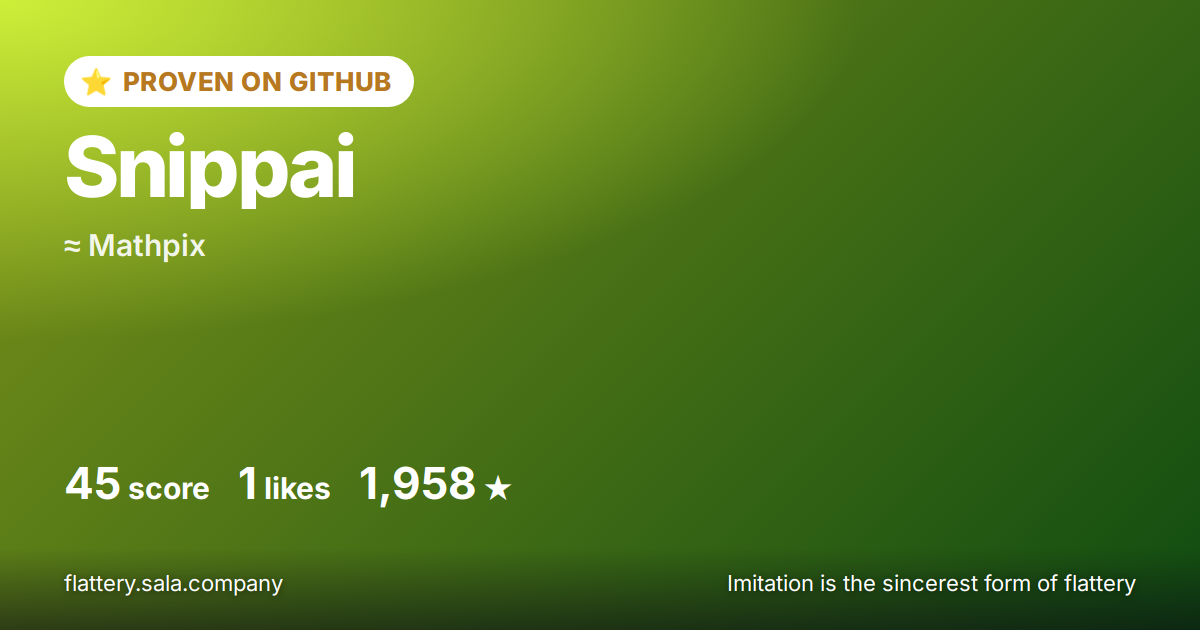 ⭐ PROVEN ON GITHUB
Snippai
≈ Mathpix
45 score 1 likes 1,958 ★
flattery.sala.company
Imitation is the sincerest form of flattery